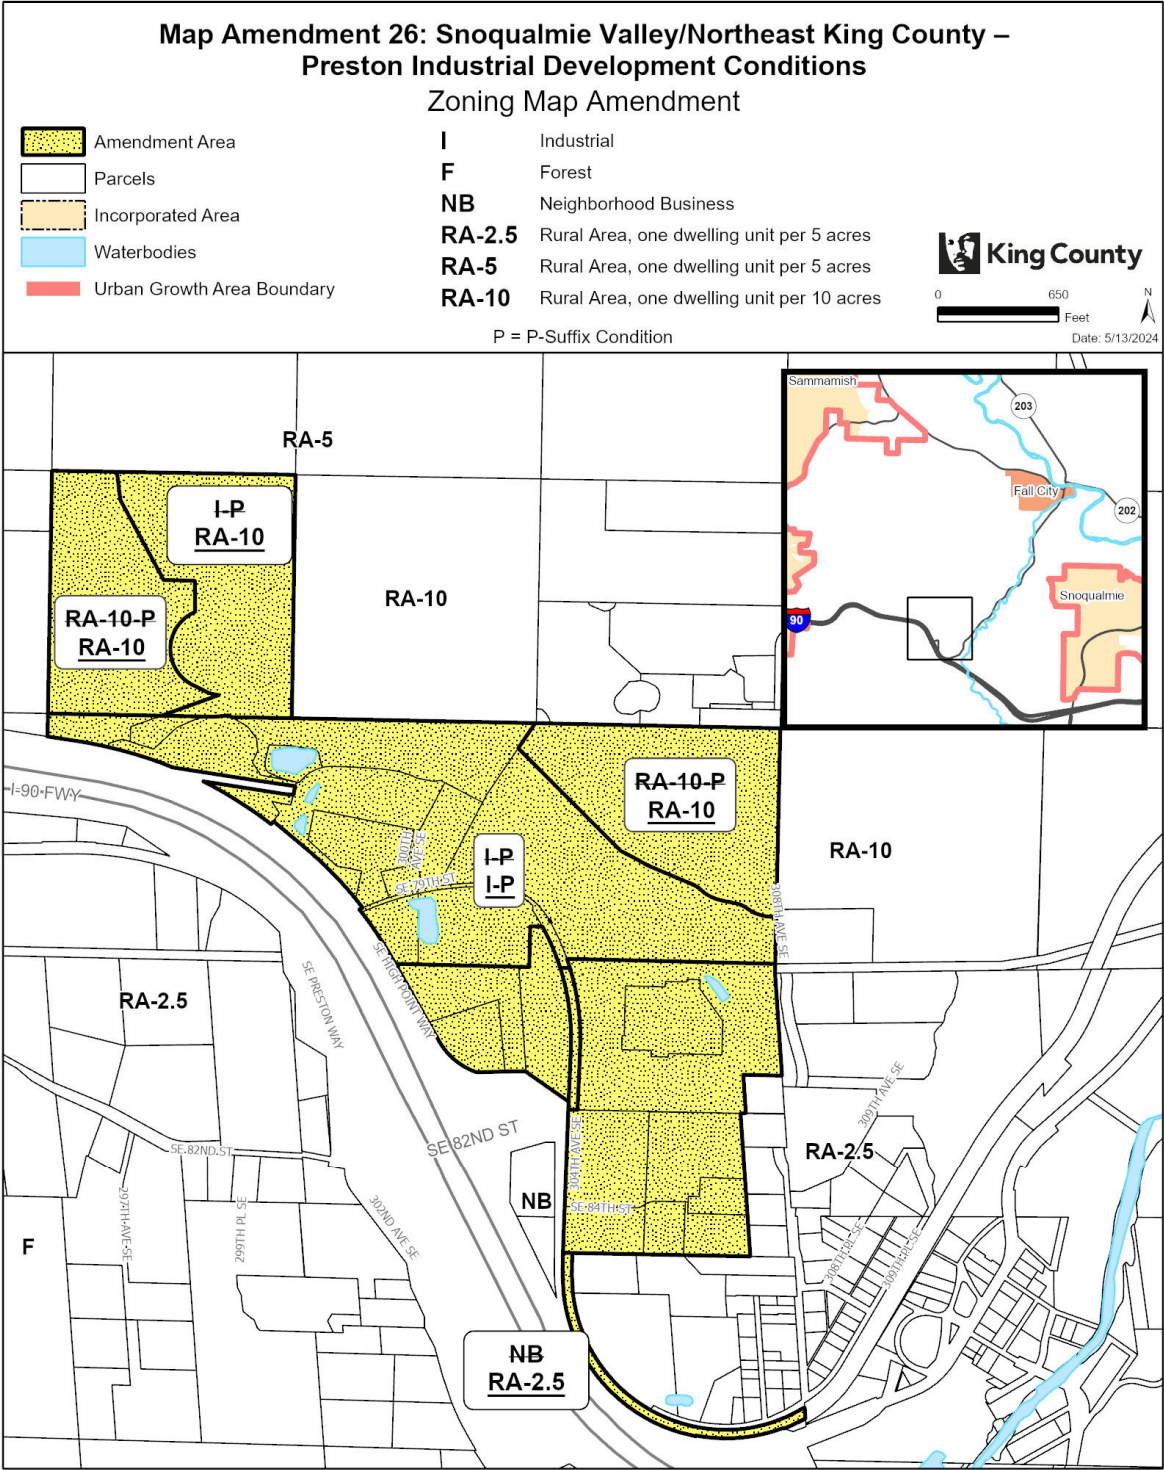 Map Amendment 26: Snoqualmie Valley/Northeast King County –
Preston Industrial Development Conditions
Zoning Map Amendment
Amendment Area
Parcels
Incorporated Area
Waterbodies
Urban Growth Area Boundary
I Industrial
F Forest
NB Neighborhood Business
RA-2.5 Rural Area, one dwelling unit per 5 acres
RA-5 Rural Area, one dwelling unit per 5 acres
RA-10 Rural Area, one dwelling unit per 10 acres
P = P-Suffix Condition
King County
0 650
Feet
N
Date: 5/13/2024
Sammamish
203
Fall City
202
Snoqualmie
90
RA-5
I-P
RA-10
RA-10-P
RA-10
RA-10
RA-10-P
RA-10
I-90 FWY
I-P
I-P
RA-10
300TH
AVE SE
SE 79TH ST
308TH AVE SE
SE HIGH POINT WAY
SE PRESTON WAY
RA-2.5
309TH AVE SE
SE 82ND ST
SE 82ND ST
304TH AVE SE
RA-2.5
NB
SE 84TH ST
297TH AVE SE
299TH PL SE
302ND AVE SE
308TH PL SE
309TH PL SE
F
NB
RA-2.5